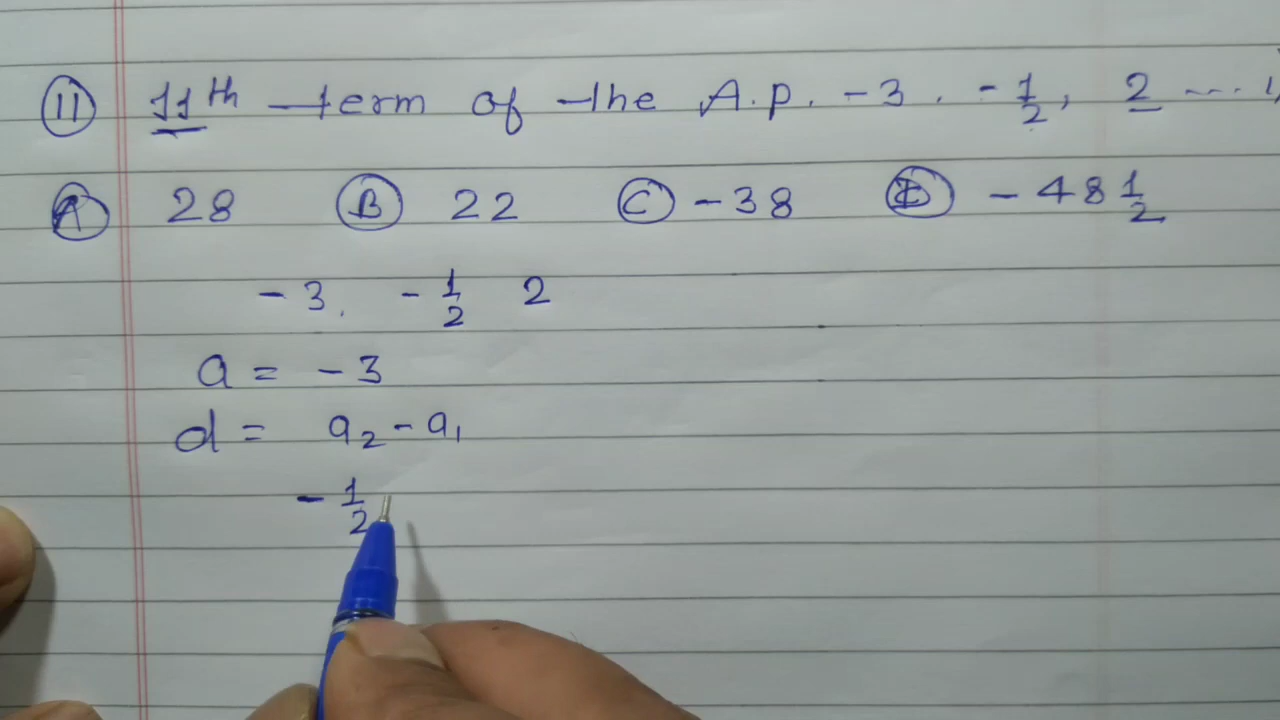 (11) 11th term of the A.P. -3. -1/2, 2 ....
(A) 28 (B) 22 (C) -38 (D) -48 1/2
-3. -1/2 2
a = -3
d = a₂ - a₁
-1/2